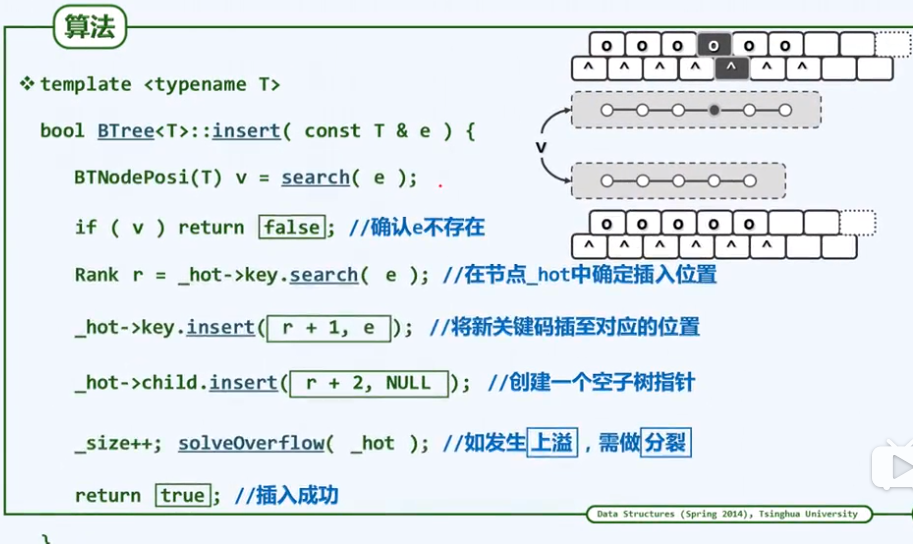 算法
❖ template <typename T>
bool BTree<T>::insert( const T & e ) {
BTNodePosi(T) v = search( e );
if ( v ) return false; //确认e不存在
Rank r = _hot->key.search( e ); //在节点_hot中确定插入位置
_hot->key.insert( r + 1, e ); //将新关键码插至对应的位置
_hot->child.insert( r + 2, NULL ); //创建一个空子树指针
_size++; solveOverflow( _hot ); //如发生上溢，需做分裂
return true; //插入成功
}
o o o o o o
^ ^ ^ ^ ^ ^ ^
v
o o o o o
^ ^ ^ ^ ^ ^
Data Structures (Spring 2014), Tsinghua University